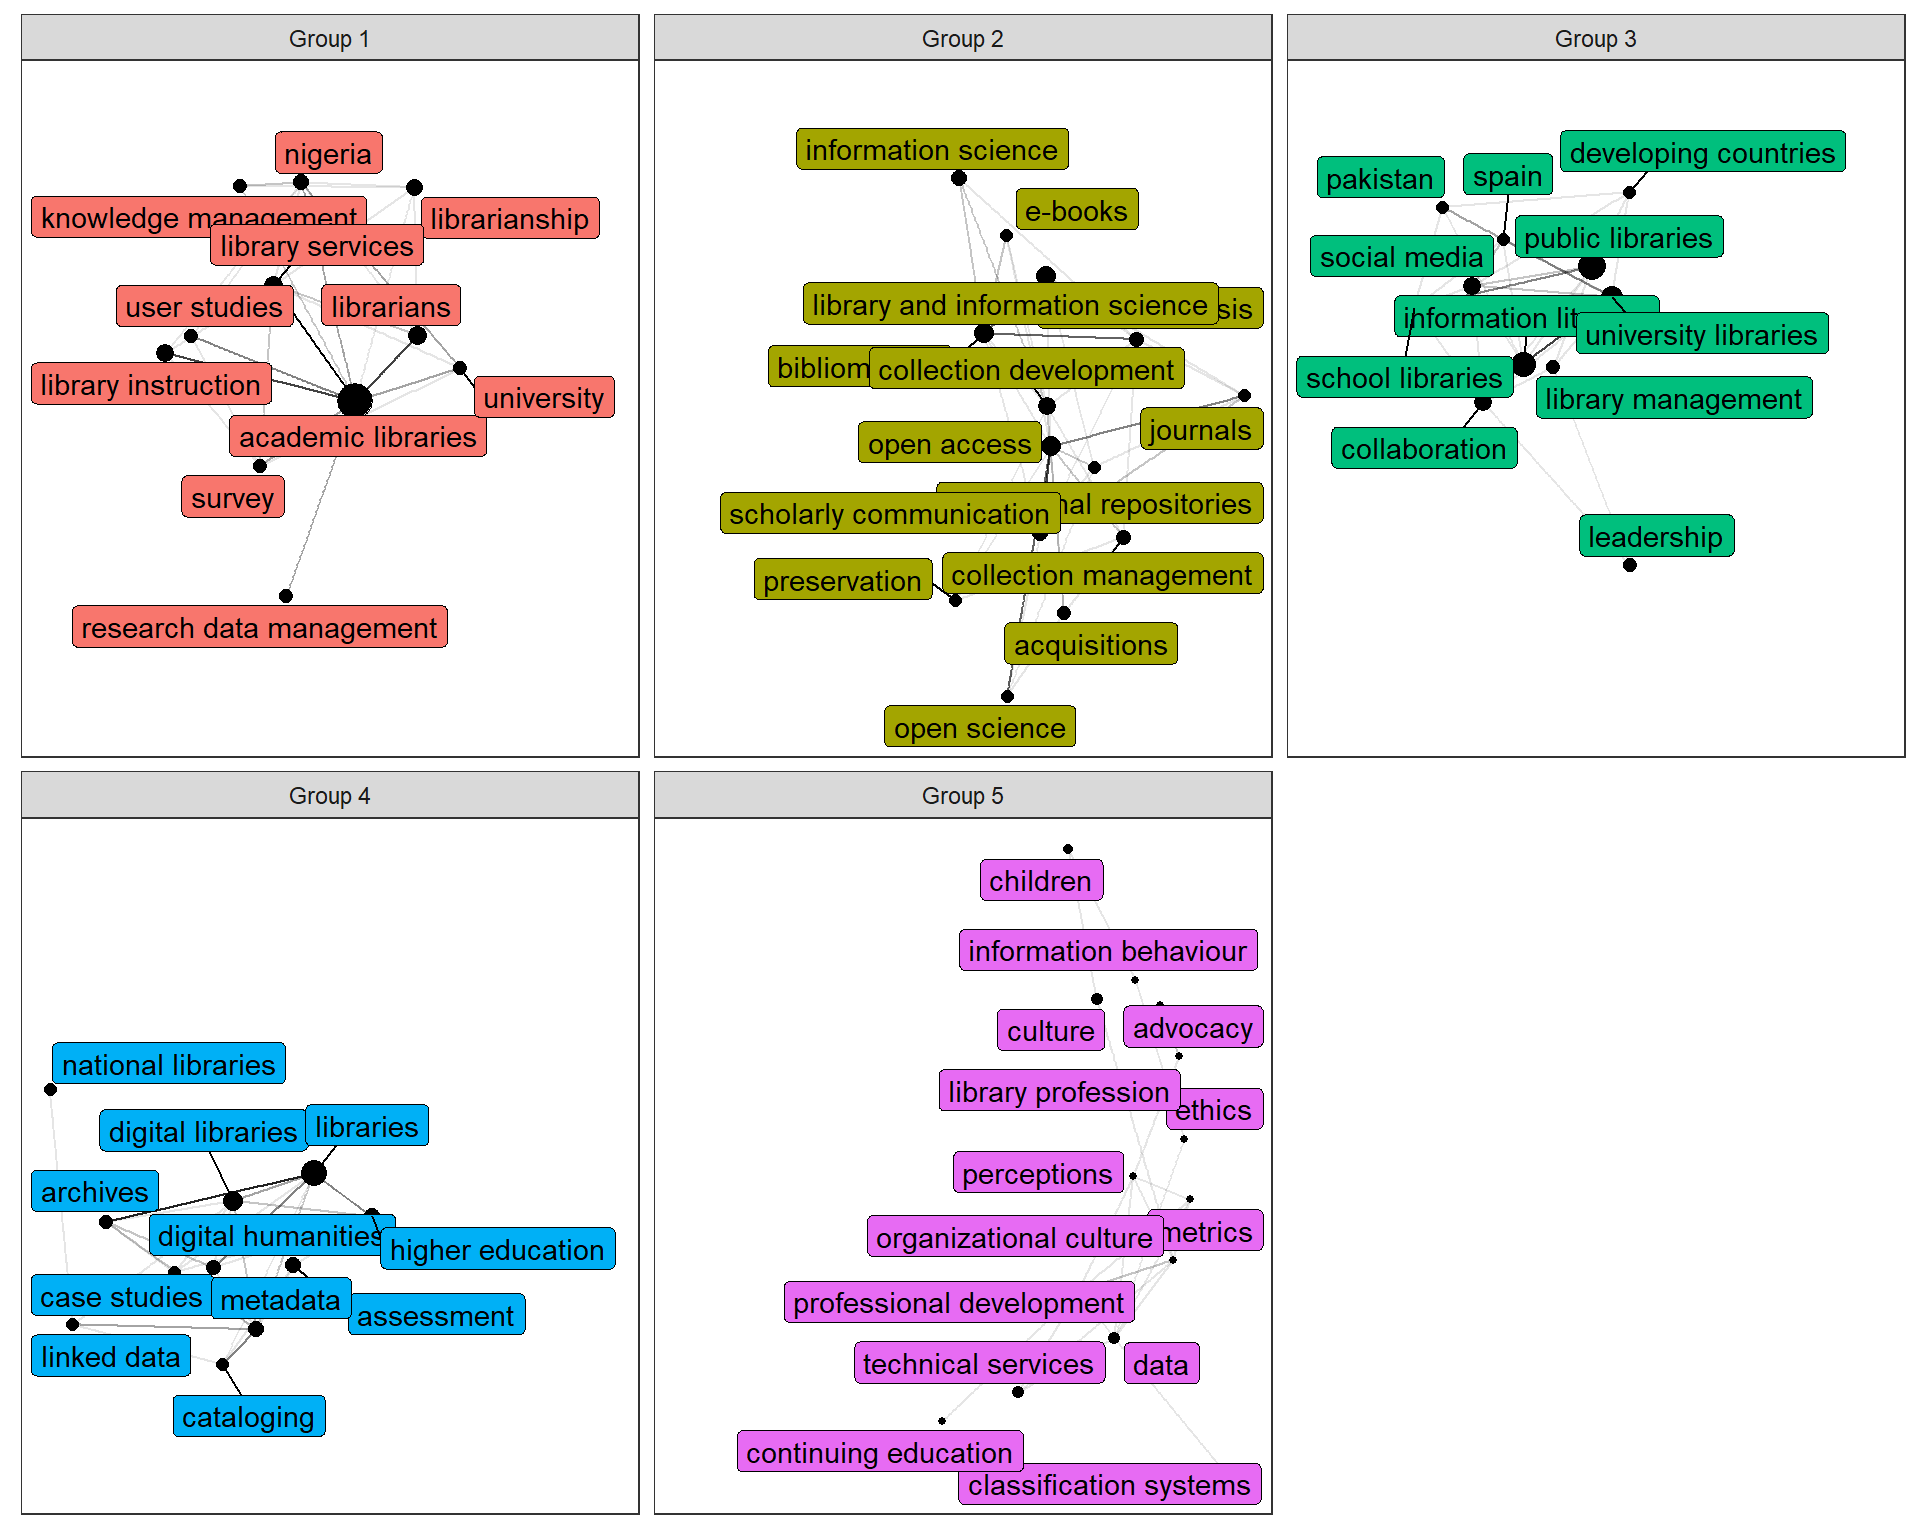 Group 1
nigeria
knowledge management
librarianship
library services
user studies
librarians
library instruction
university
academic libraries
survey
research data management
Group 2
information science
e-books
library and information science
sis
bibliom
collection development
open access
journals
scholarly communication
nal repositories
preservation
collection management
acquisitions
open science
Group 3
developing countries
pakistan
spain
public libraries
social media
information lit
university libraries
school libraries
library management
collaboration
leadership
Group 4
national libraries
digital libraries
libraries
archives
digital humanities
higher education
case studies
metadata
assessment
linked data
cataloging
Group 5
children
information behaviour
culture
advocacy
library profession
ethics
perceptions
organizational culture
metrics
professional development
technical services
data
continuing education
classification systems